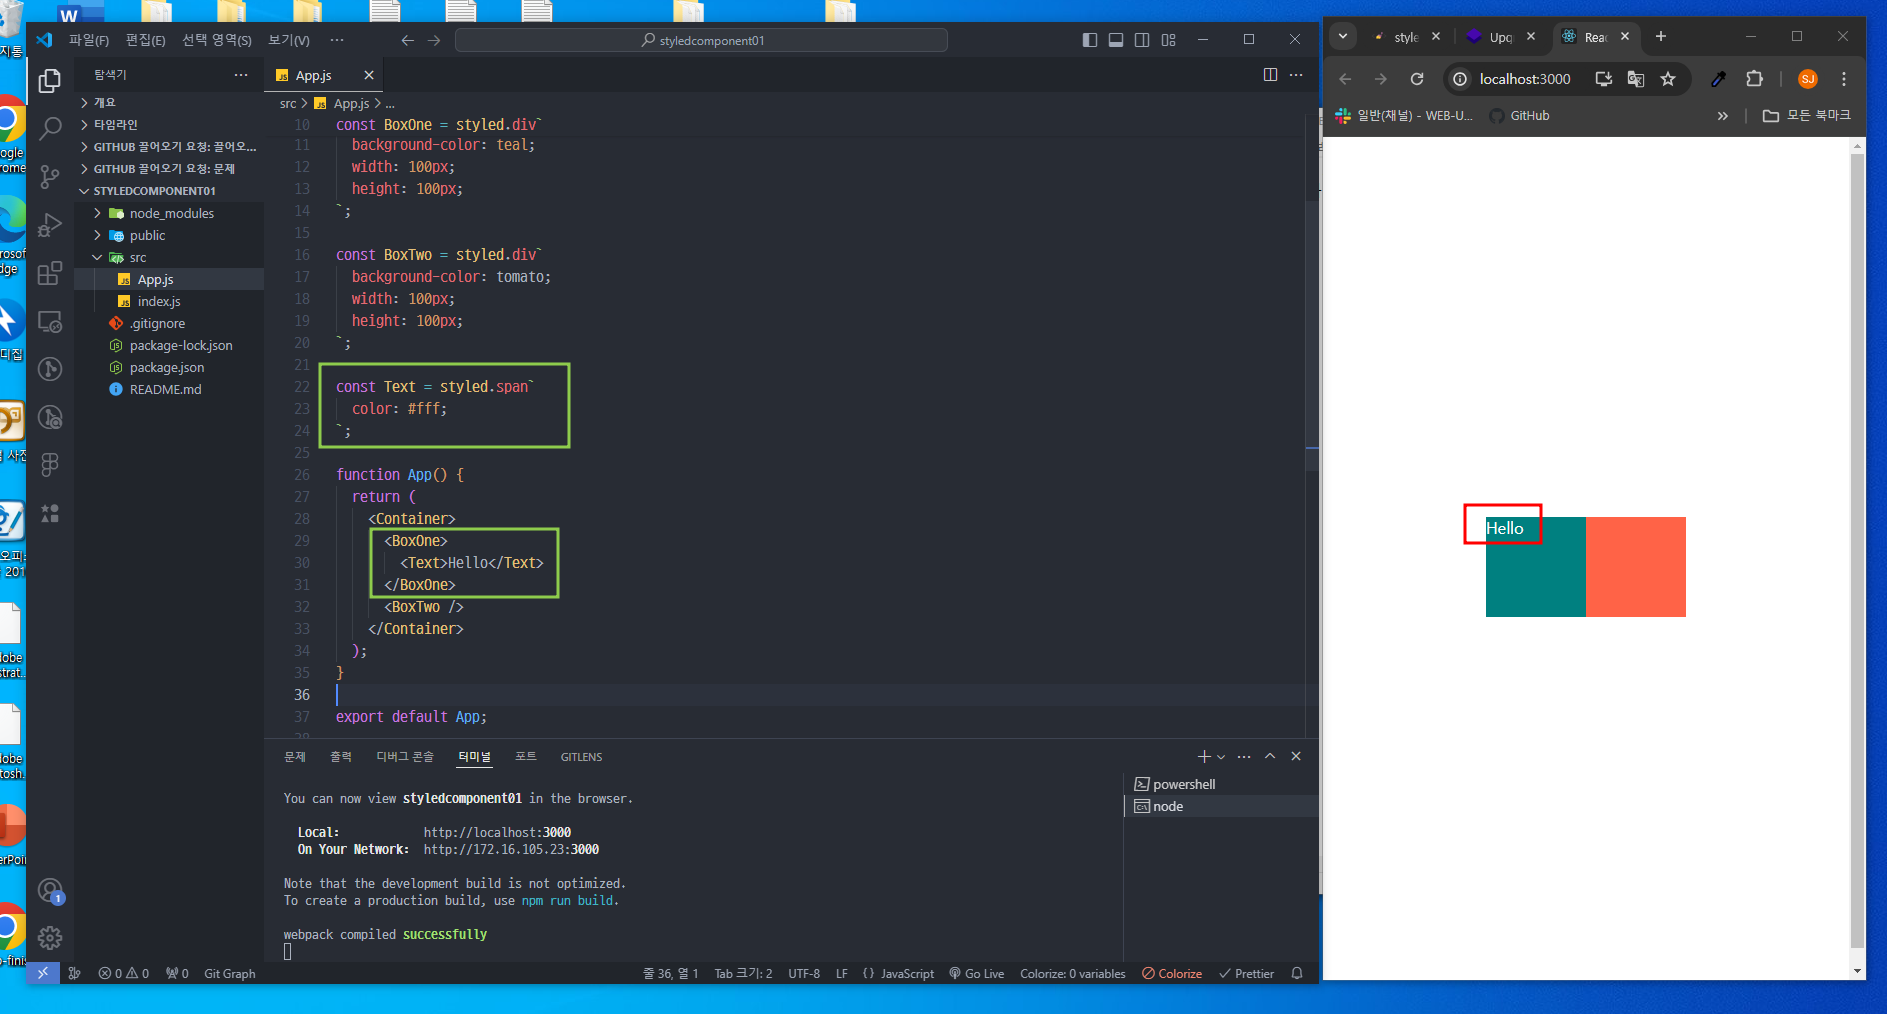 파일(F) 편집(E) 선택 영역(S) 보기(V) ... styledcomponent01
탐색기 ...
개요
타임라인
GITHUB 끌어오기 요청: 끌어오...
GITHUB 끌어오기 요청: 문제
STYLEDCOMPONENT01
node_modules
public
src
App.js
index.js
.gitignore
package-lock.json
package.json
README.md
App.js
src > App.js > ...
10 const BoxOne = styled.div`
11 background-color: teal;
12 width: 100px;
13 height: 100px;
14 `;
15
16 const BoxTwo = styled.div`
17 background-color: tomato;
18 width: 100px;
19 height: 100px;
20 `;
21
22 const Text = styled.span`
23 color: #fff;
24 `;
25
26 function App() {
27 return (
28 <Container>
29 <BoxOne>
30 <Text>Hello</Text>
31 </BoxOne>
32 <BoxTwo />
33 </Container>
34 );
35 }
36
37 export default App;
문제 출력 디버그 콘솔 터미널 포트 GITLENS
You can now view styledcomponent01 in the browser.
Local: http://localhost:3000
On Your Network: http://172.16.105.23:3000
Note that the development build is not optimized.
To create a production build, use npm run build.
webpack compiled successfully
powershell
node
1
0 0 0 Git Graph 줄 36, 열 1 Tab 크기: 2 UTF-8 LF {} JavaScript Go Live Colorize: 0 variables Colorize Prettier
style Upg Rea
localhost:3000 SJ
일반(채널) - WEB-U... GitHub » 모든 북마크
Hello